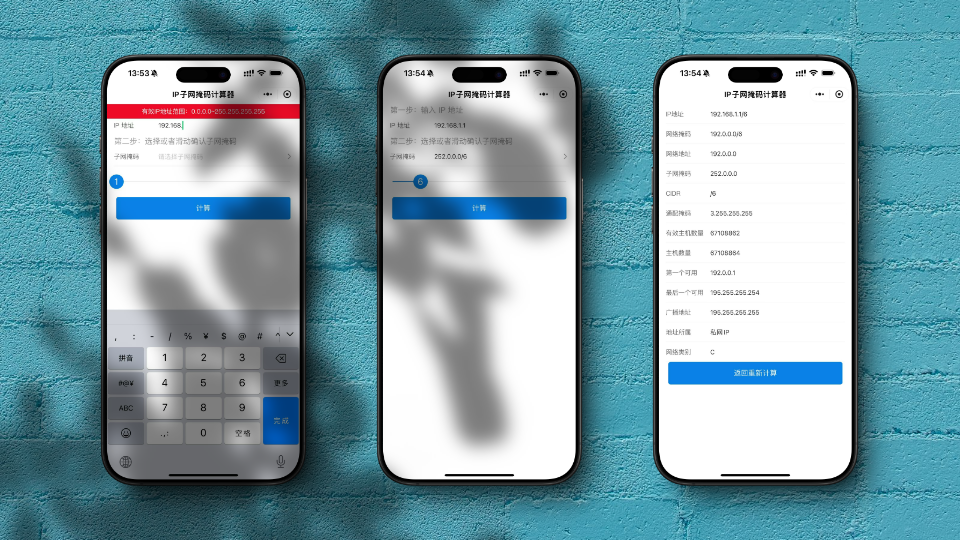 13:53
IP子网掩码计算器
有效IP地址范围：0.0.0.0-255.255.255.255
IP 地址 192.168.
第二步：选择或者滑动确认子网掩码
子网掩码 请选择子网掩码
1
计算
, : - / % ¥ $ @ # ^
拼音 1 2 3
#@¥ 4 5 6 更多
ABC 7 8 9
.,: 0 空格 完成
13:54
IP子网掩码计算器
第一步：输入 IP 地址
IP 地址 192.168.1.1
第二步：选择或者滑动确认子网掩码
子网掩码 252.0.0.0/6
6
计算
13:54
IP子网掩码计算器
IP地址 192.168.1.1/6
网络掩码 192.0.0.0/6
网络地址 192.0.0.0
子网掩码 252.0.0.0
CIDR /6
通配掩码 3.255.255.255
有效主机数量 67108862
主机数量 67108864
第一个可用 192.0.0.1
最后一个可用 195.255.255.254
广播地址 195.255.255.255
地址所属 私网IP
网络类别 C
返回重新计算